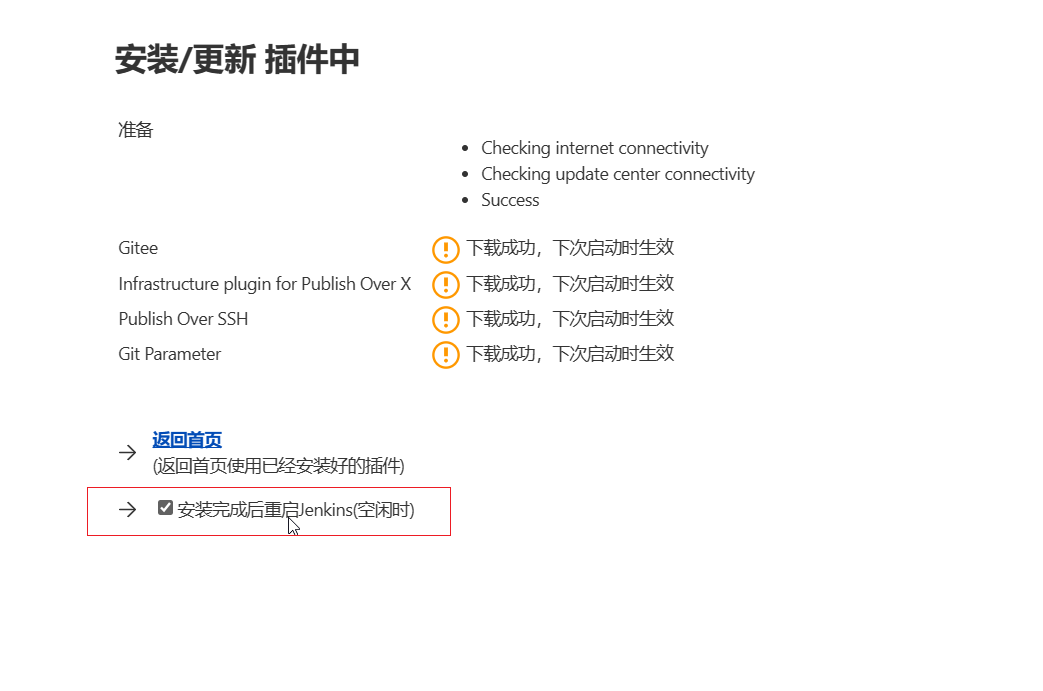 安装/更新 插件中
准备
Checking internet connectivity
Checking update center connectivity
Success
Gitee 下载成功，下次启动时生效
Infrastructure plugin for Publish Over X 下载成功，下次启动时生效
Publish Over SSH 下载成功，下次启动时生效
Git Parameter 下载成功，下次启动时生效
返回首页
(返回首页使用已经安装好的插件)
安装完成后重启Jenkins(空闲时)